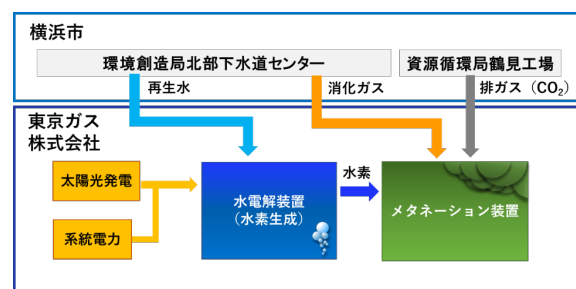 横浜市
環境創造局北部下水道センター
資源循環局鶴見工場
再生水
消化ガス
排ガス（CO₂）
東京ガス
株式会社
太陽光発電
系統電力
水電解装置
（水素生成）
水素
メタネーション装置